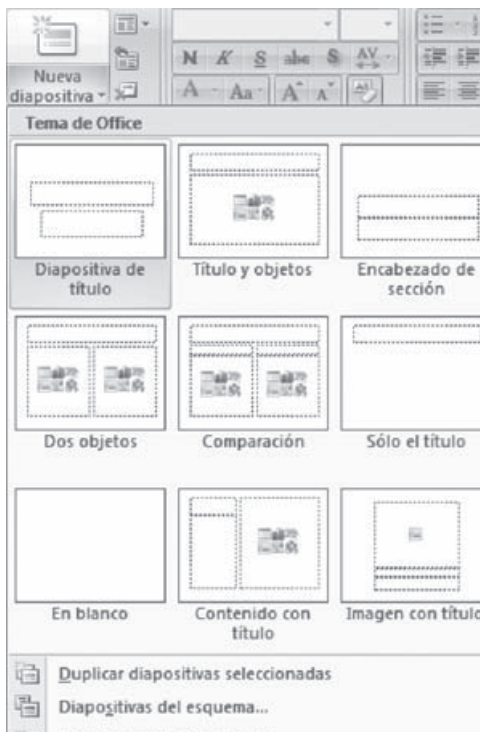 Nueva
diapositiva
N K S abc S AV
A Aa A A
Tema de Office
Diapositiva de
título
Título y objetos
Encabezado de
sección
Dos objetos
Comparación
Sólo el título
En blanco
Contenido con
título
Imagen con título
Duplicar diapositivas seleccionadas
Diapositivas del esquema...